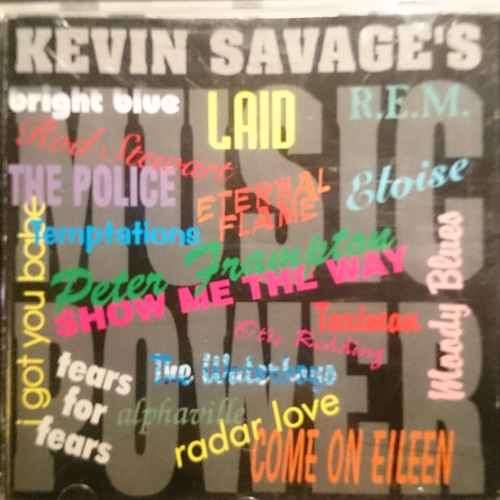 KEVIN SAVAGE'S
MUSIC
POWER
bright blue
LAID
R.E.M.
Rod Stewart
THE POLICE
ETERNAL
FLAME
Eloise
Temptations
Peter Frampton
SHOW ME THE WAY
i got you babe
Moody Blues
Otis Redding
Taximan
The Waterboys
tears
for
fears
alphaville
radar love
COME ON EILEEN